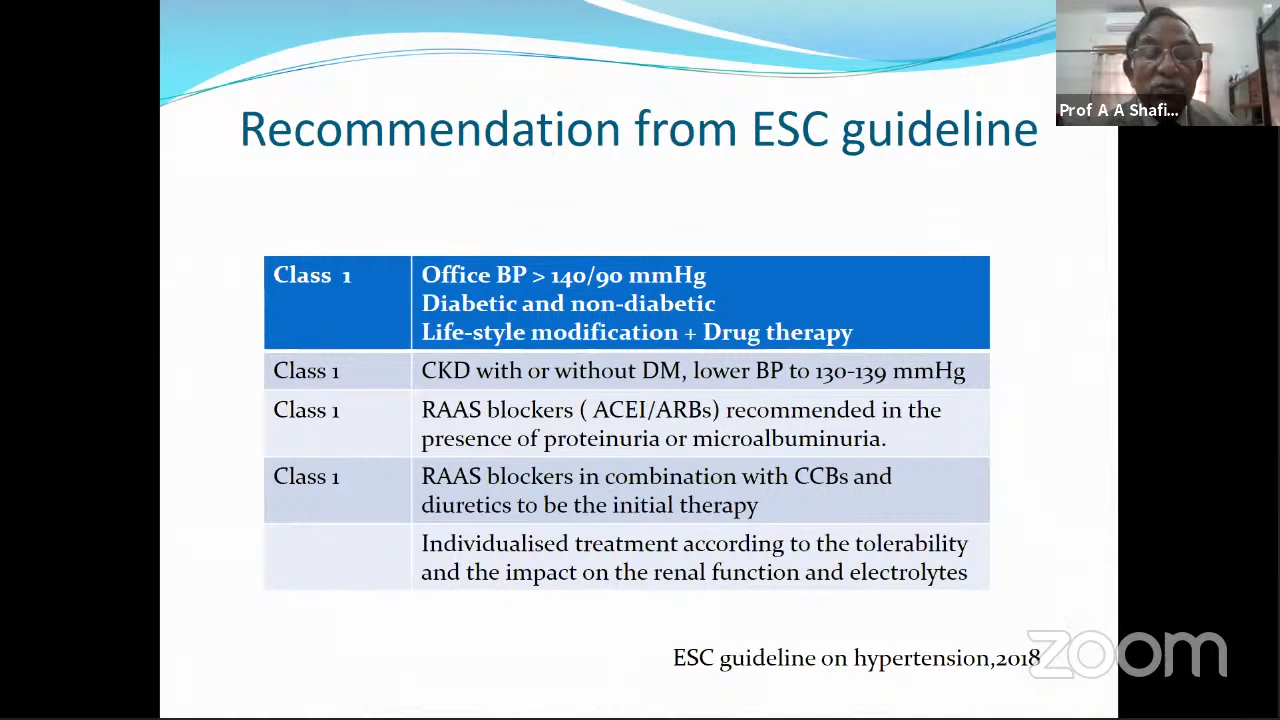 Recommendation from ESC guideline
Prof A A Shafi...
Class 1
Office BP > 140/90 mmHg
Diabetic and non-diabetic
Life-style modification + Drug therapy
Class 1
CKD with or without DM, lower BP to 130-139 mmHg
Class 1
RAAS blockers ( ACEI/ARBs) recommended in the
presence of proteinuria or microalbuminuria.
Class 1
RAAS blockers in combination with CCBs and
diuretics to be the initial therapy
Individualised treatment according to the tolerability
and the impact on the renal function and electrolytes
ESC guideline on hypertension,2018
zoom